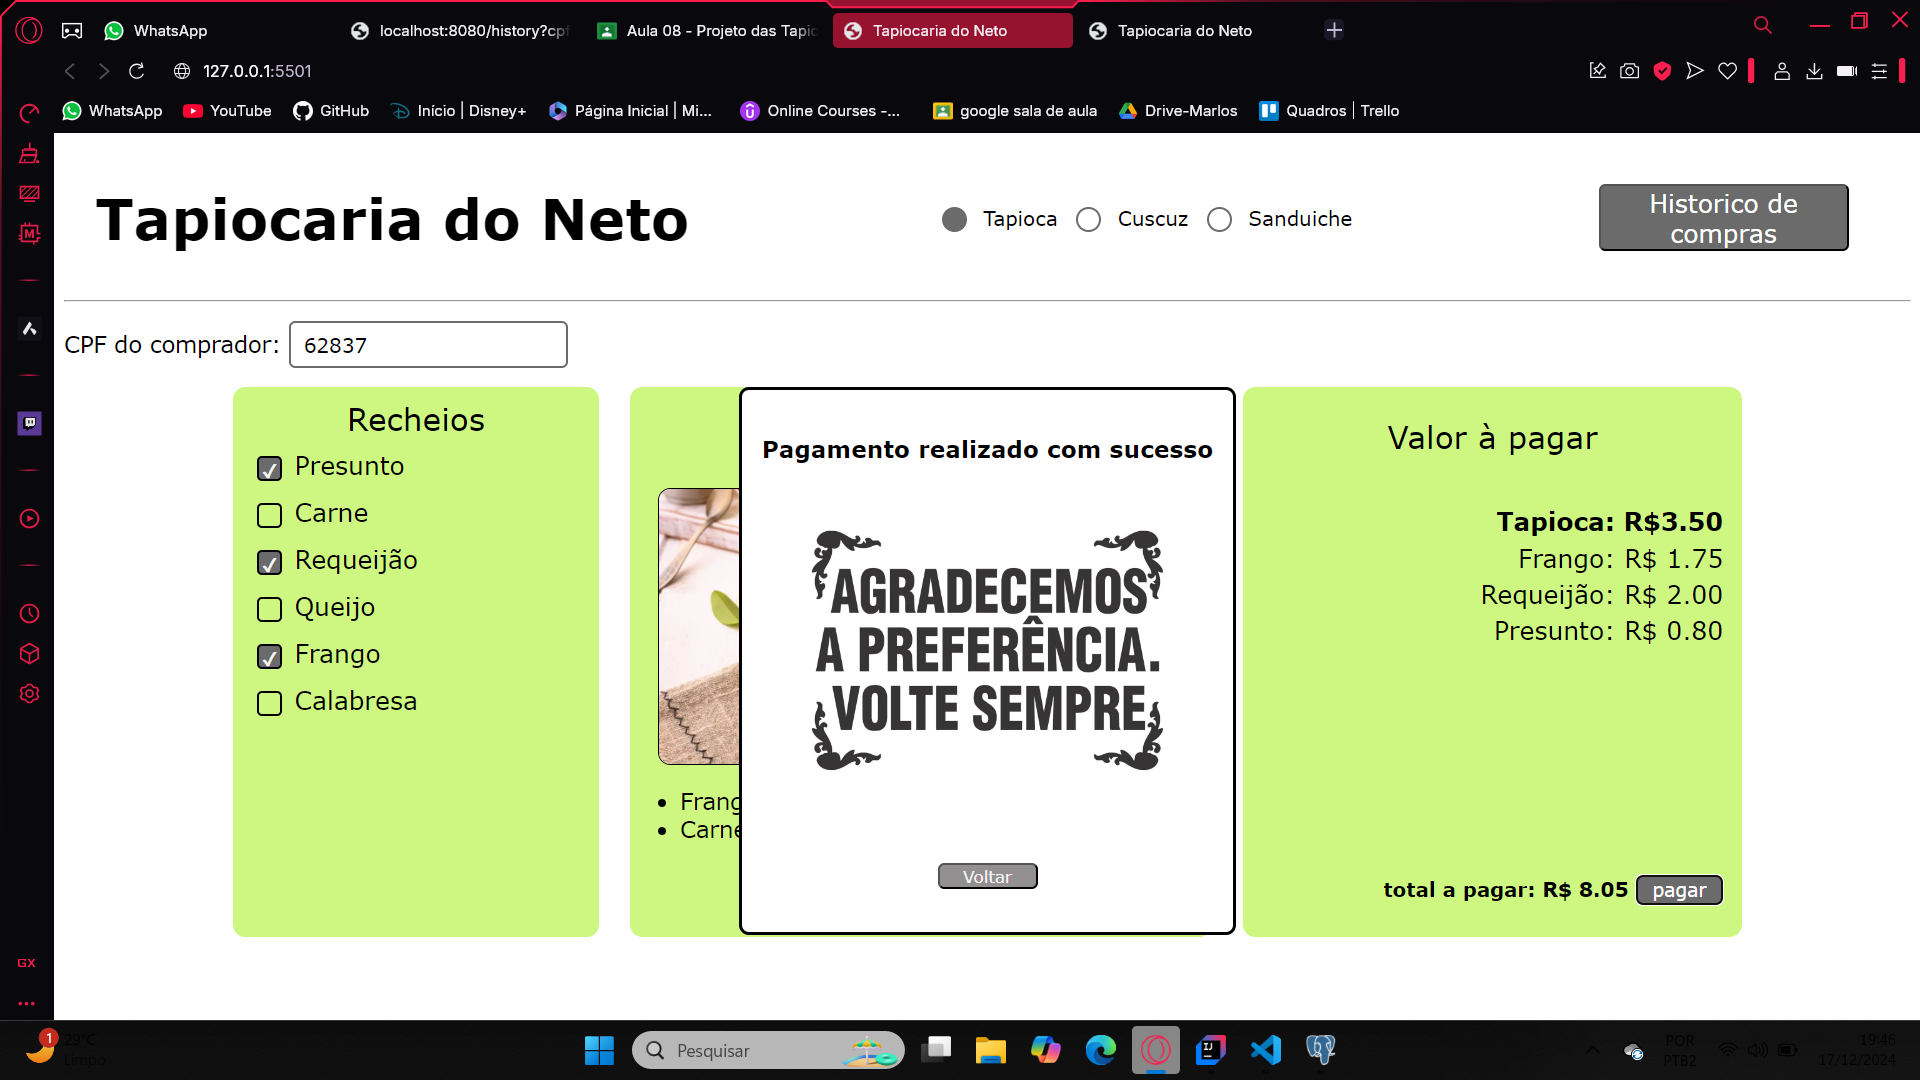 WhatsApp
localhost:8080/history?cpf
Aula 08 - Projeto das Tapic
Tapiocaria do Neto
Tapiocaria do Neto
127.0.0.1:5501
WhatsApp
YouTube
GitHub
Início | Disney+
Página Inicial | Mi...
Online Courses -...
google sala de aula
Drive-Marlos
Quadros | Trello
Tapiocaria do Neto
Tapioca
Cuscuz
Sanduiche
Historico de
compras
CPF do comprador:
62837
Recheios
Presunto
Carne
Requeijão
Queijo
Frango
Calabresa
Frang
Carne
Pagamento realizado com sucesso
AGRADECEMOS
A PREFERÊNCIA.
VOLTE SEMPRE
Voltar
Valor à pagar
Tapioca: R$3.50
Frango: R$ 1.75
Requeijão: R$ 2.00
Presunto: R$ 0.80
total a pagar: R$ 8.05
pagar
GX
1
29°C
Limpo
Pesquisar
POR
PTB2
19:46
17/12/2024